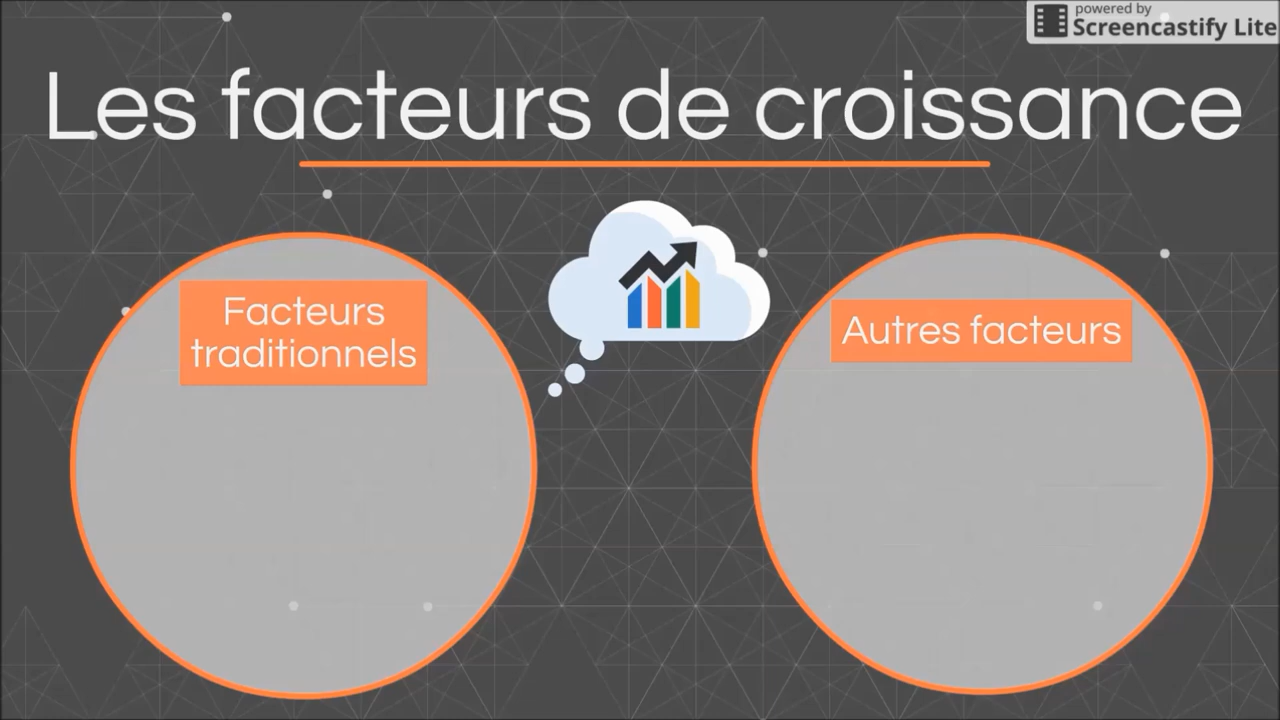 powered by
Screencastify Lite
Les facteurs de croissance
Facteurs
traditionnels
Autres facteurs